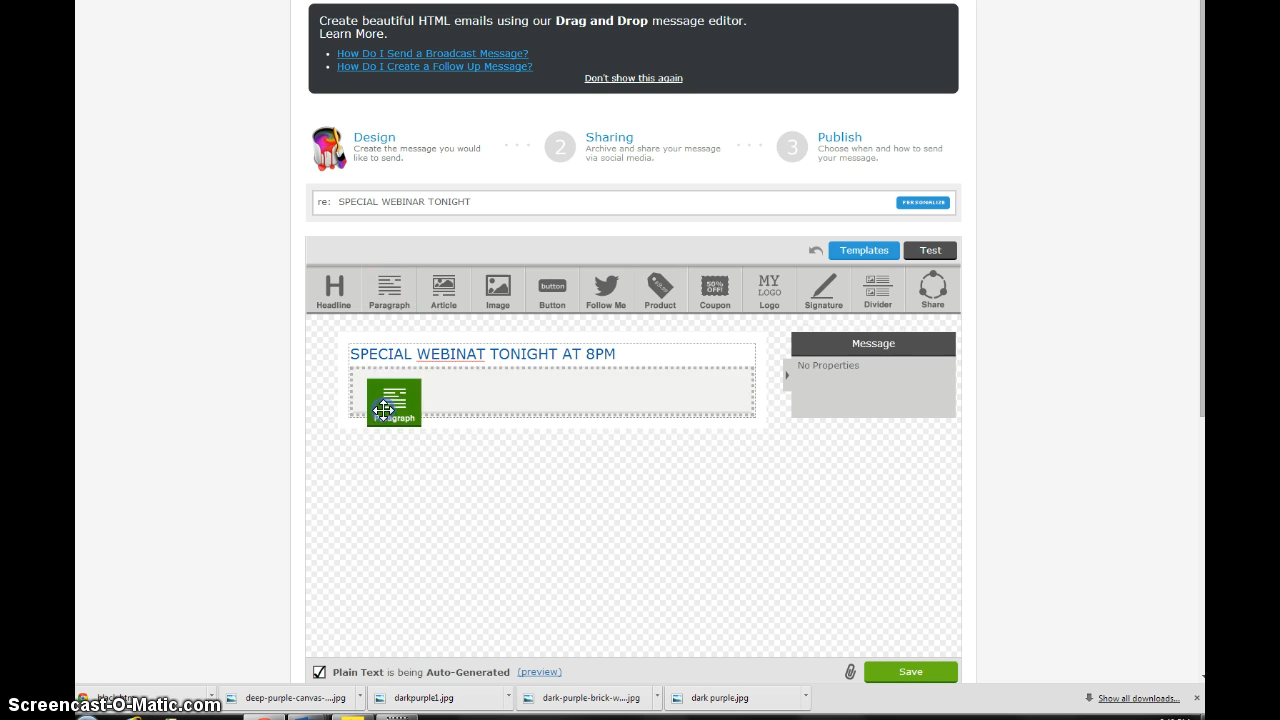 Create beautiful HTML emails using our Drag and Drop message editor.
Learn More.
How Do I Send a Broadcast Message?
How Do I Create a Follow Up Message?
Don't show this again
Design
Create the message you would
like to send.
2
Sharing
Archive and share your message
via social media.
3
Publish
Choose when and how to send
your message.
re: SPECIAL WEBINAR TONIGHT
PERSONALIZE
Templates
Test
H
button
50%
OFF!
MY
LOGO
Headline
Paragraph
Article
Image
Button
Follow Me
Product
Coupon
Logo
Signature
Divider
Share
SPECIAL WEBINAT TONIGHT AT 8PM
Message
No Properties
Plain Text is being Auto-Generated (preview)
Save
deep-purple-canvas-....jpg
darkpurple1.jpg
dark-purple-brick-w....jpg
dark purple.jpg
Show all downloads...
Screencast-O-Matic.com